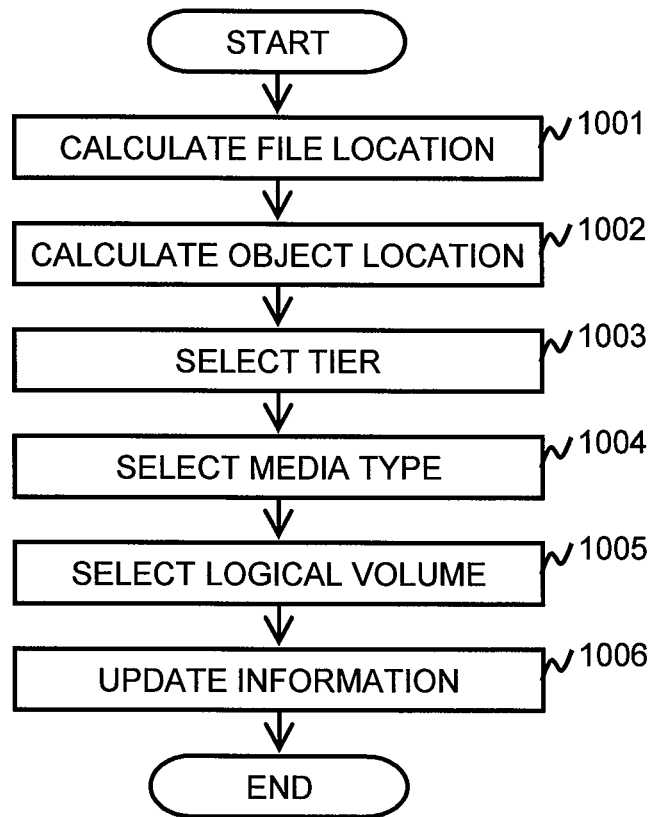 START
CALCULATE FILE LOCATION
1001
CALCULATE OBJECT LOCATION
1002
SELECT TIER
1003
SELECT MEDIA TYPE
1004
SELECT LOGICAL VOLUME
1005
UPDATE INFORMATION
1006
END